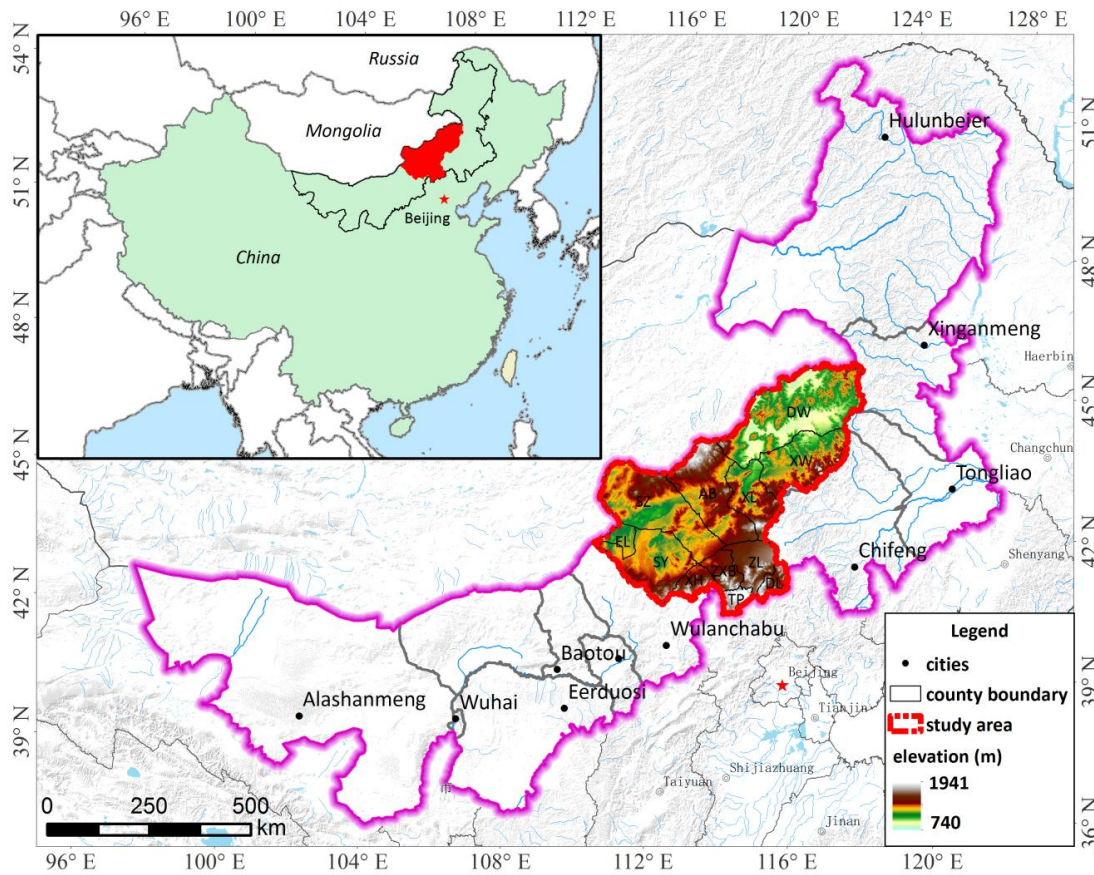 96° E 100° E 104° E 108° E 112° E 116° E 120° E 124° E 128° E
54° N
51° N
48° N
45° N
42° N
39° N
51° N
48° N
45° N
42° N
39° N
36° N
Russia
Mongolia
Beijing
China
Hulunbeier
Xinganmeng
Haerbin
DW
Changchun
XW
Tongliao
AB
XL
SZ
Shenyang
EL
SY
ZL
Chifeng
XH
ZXB
DL
TP
Wulanchabu
Baotou
Beijing
Eerduosi
Alashanmeng
Wuhai
Tianjin
Shijiazhuang
Taiyuan
Jinan
Legend
cities
county boundary
study area
elevation (m)
1941
740
0 250 500
km
96° E 100° E 104° E 108° E 112° E 116° E 120° E